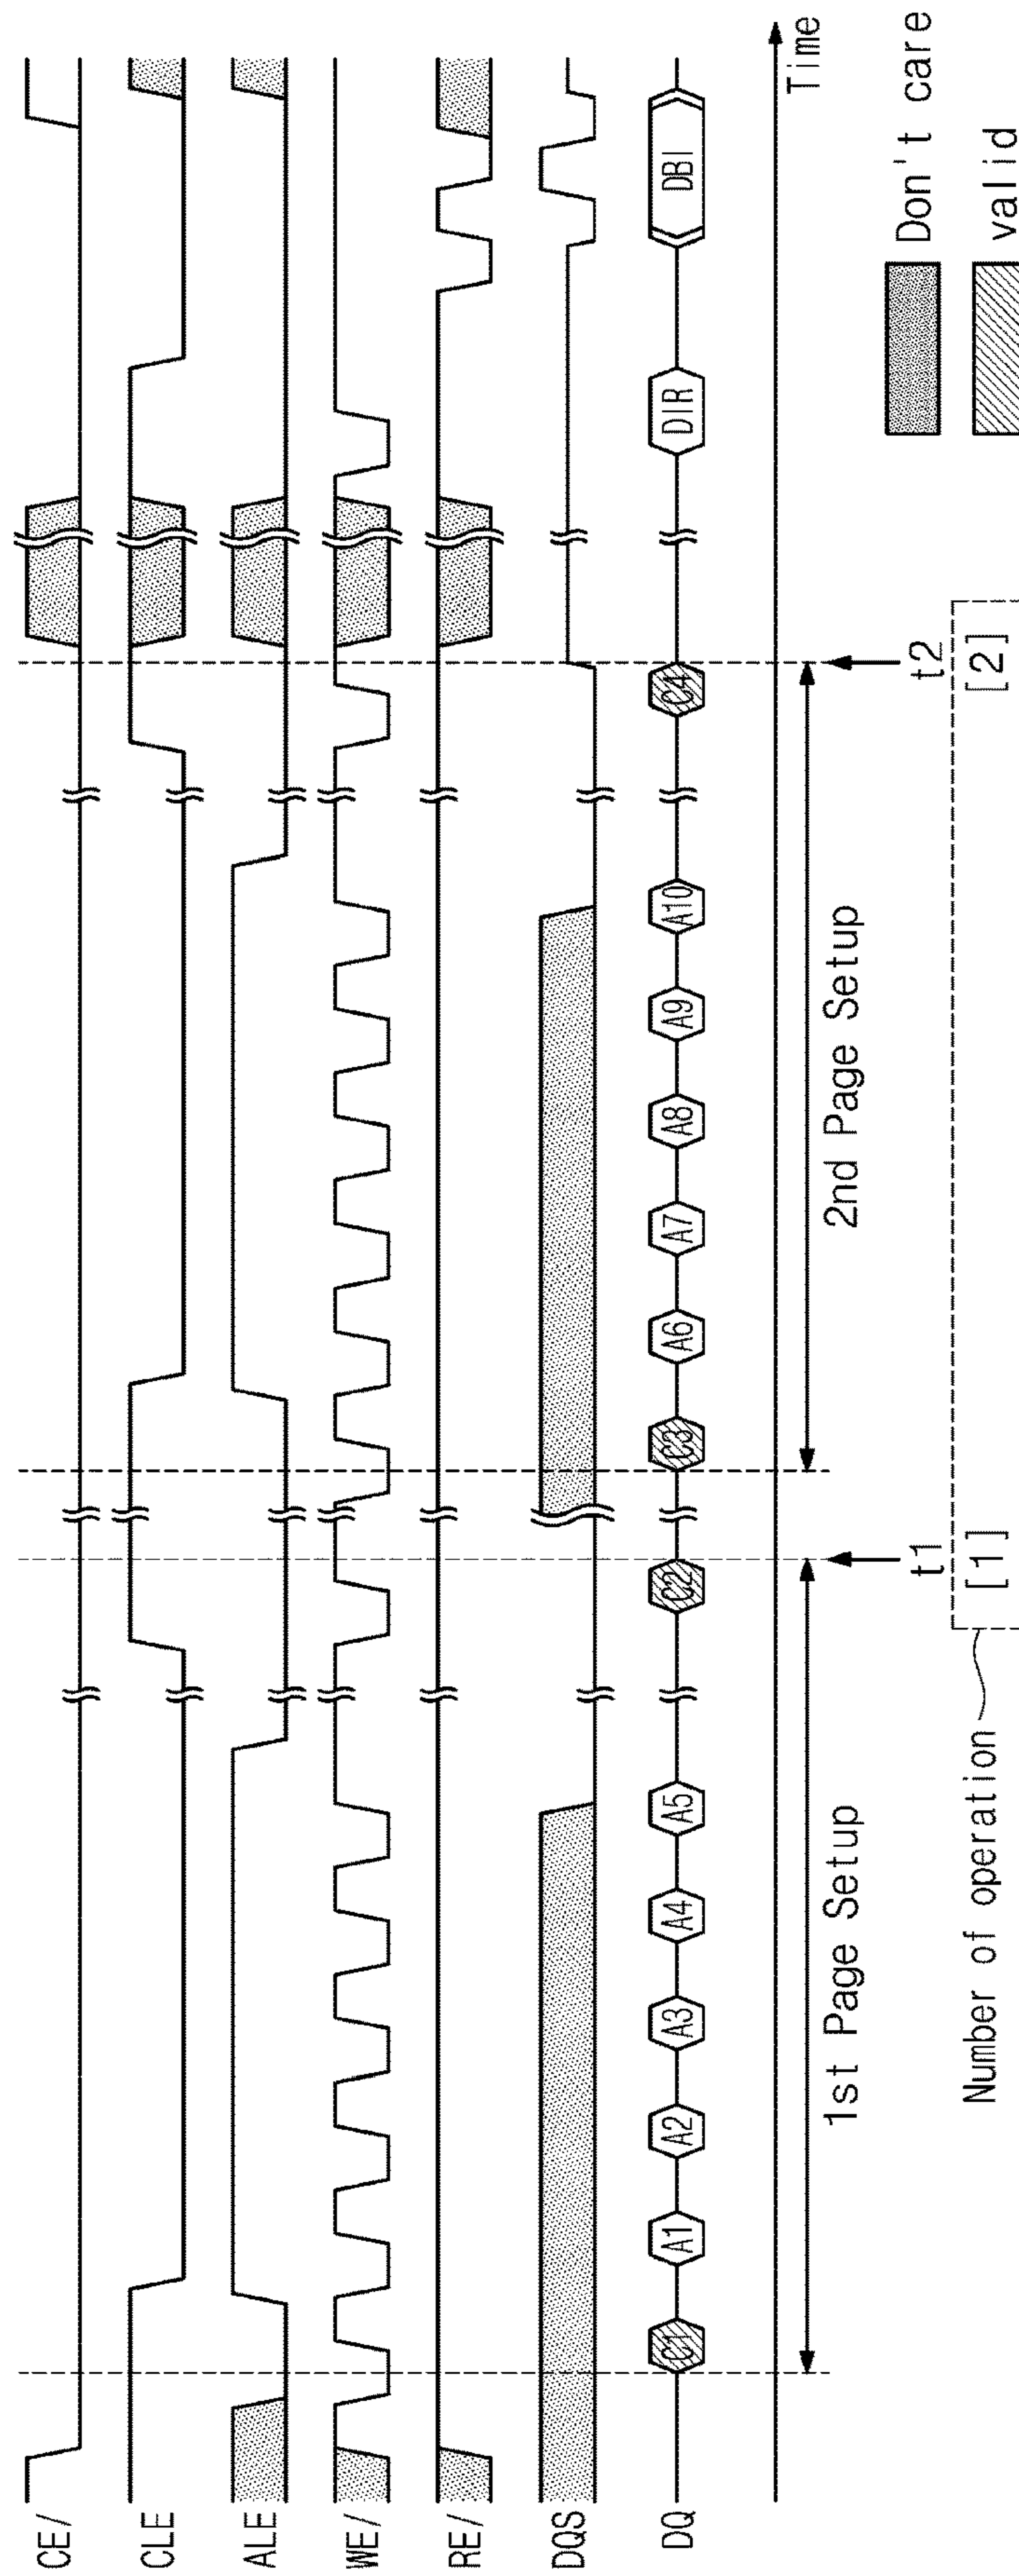 CE/
CLE
ALE
WE/
RE/
DQS
DQ
C1
A1
A2
A3
A4
A5
C2
C3
A6
A7
A8
A9
A10
C4
DIR
DBI
Time
1st Page Setup
2nd Page Setup
t1
t2
Number of operation
[1]
[2]
Don't care
valid